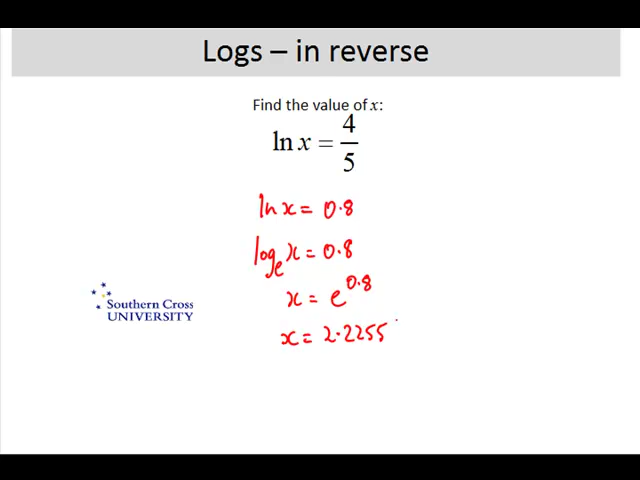 Logs – in reverse
Find the value of x:
ln x = 4/5
ln x = 0.8
logₑ x = 0.8
x = e^0.8
x = 2.2255
Southern Cross
UNIVERSITY